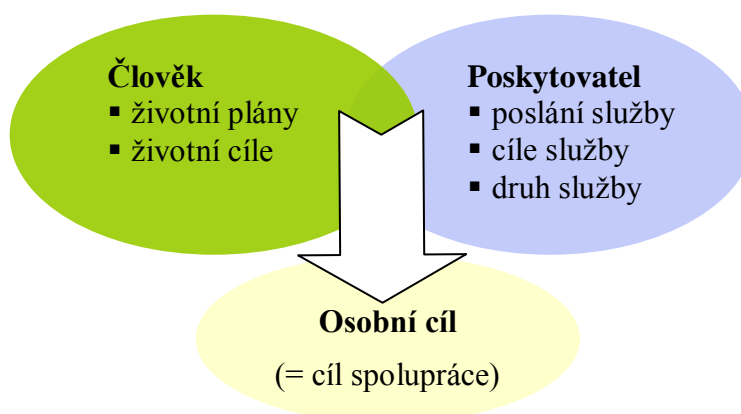 Člověk
▪ životní plány
▪ životní cíle
Poskytovatel
▪ poslání služby
▪ cíle služby
▪ druh služby
Osobní cíl
(= cíl spolupráce)